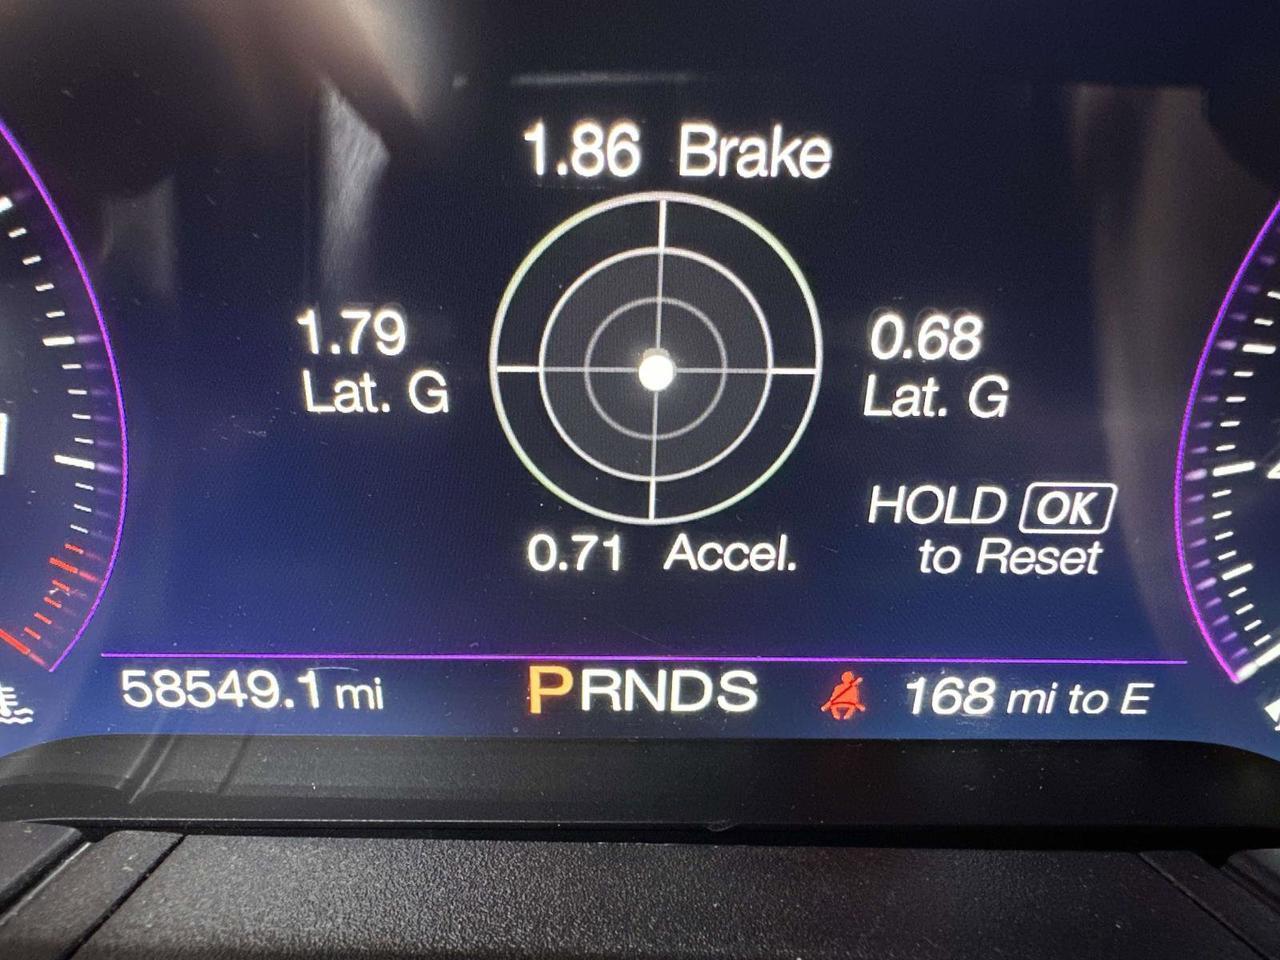 1.86 Brake
1.79
Lat. G
0.68
Lat. G
HOLD OK
to Reset
0.71 Accel.
58549.1 mi
PRNDS
168 mi to E